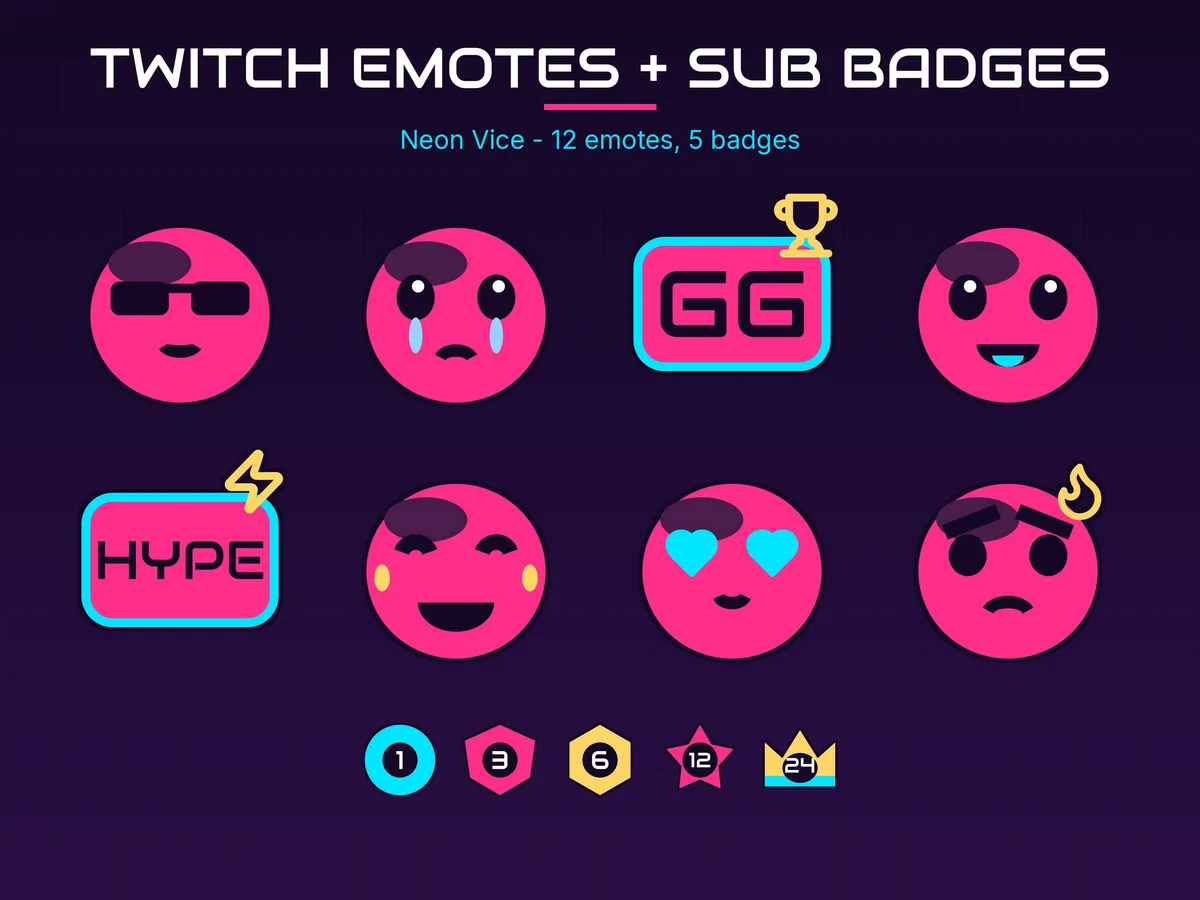 TWITCH EMOTES + SUB BADGES
Neon Vice - 12 emotes, 5 badges
GG
HYPE
1 3 6 12 24